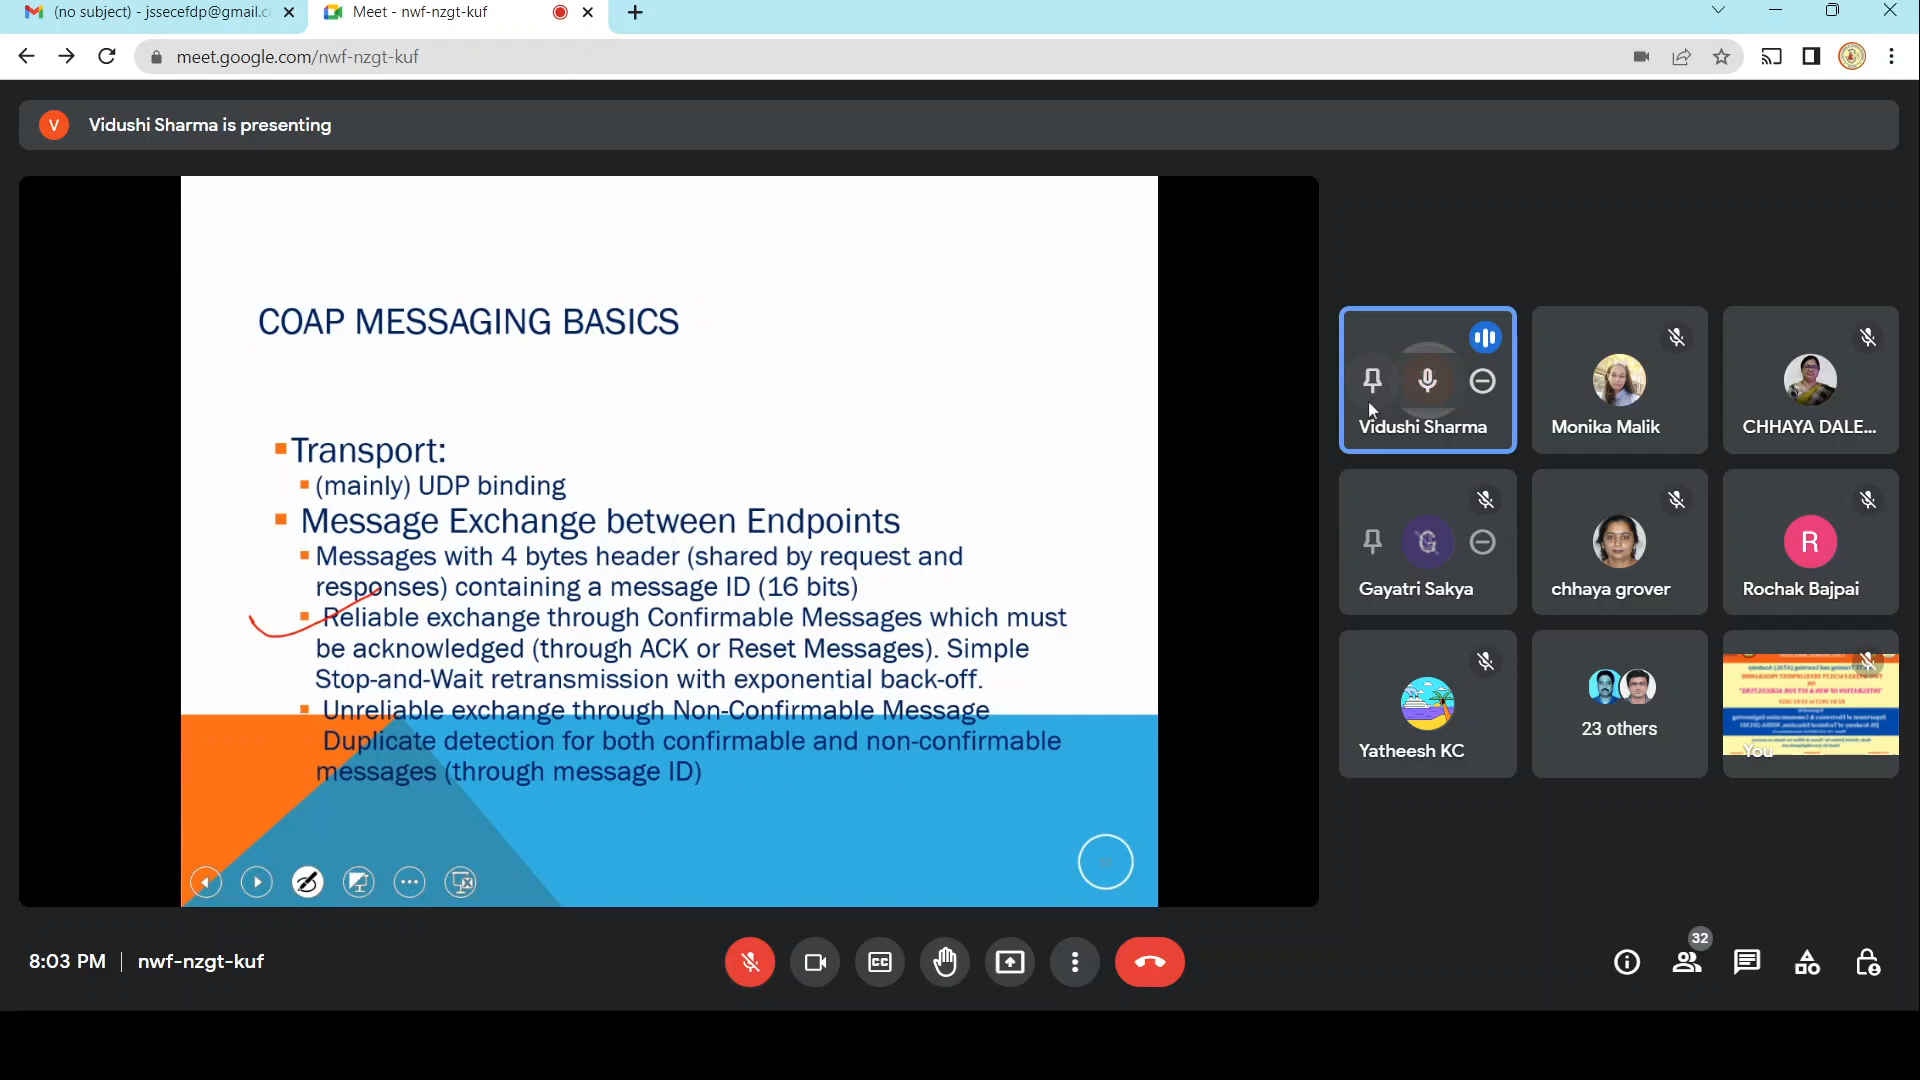 (no subject) - jssecefdp@gmail.c
Meet - nwf-nzgt-kuf
meet.google.com/nwf-nzgt-kuf
V
Vidushi Sharma is presenting
COAP MESSAGING BASICS
Transport:
(mainly) UDP binding
Message Exchange between Endpoints
Messages with 4 bytes header (shared by request and
responses) containing a message ID (16 bits)
Reliable exchange through Confirmable Messages which must
be acknowledged (through ACK or Reset Messages). Simple
Stop-and-Wait retransmission with exponential back-off.
Unreliable exchange through Non-Confirmable Message
Duplicate detection for both confirmable and non-confirmable
messages (through message ID)
Vidushi Sharma
Monika Malik
CHHAYA DALE...
G
Gayatri Sakya
chhaya grover
R
Rochak Bajpai
Yatheesh KC
23 others
You
8:03 PM
nwf-nzgt-kuf
CC
32